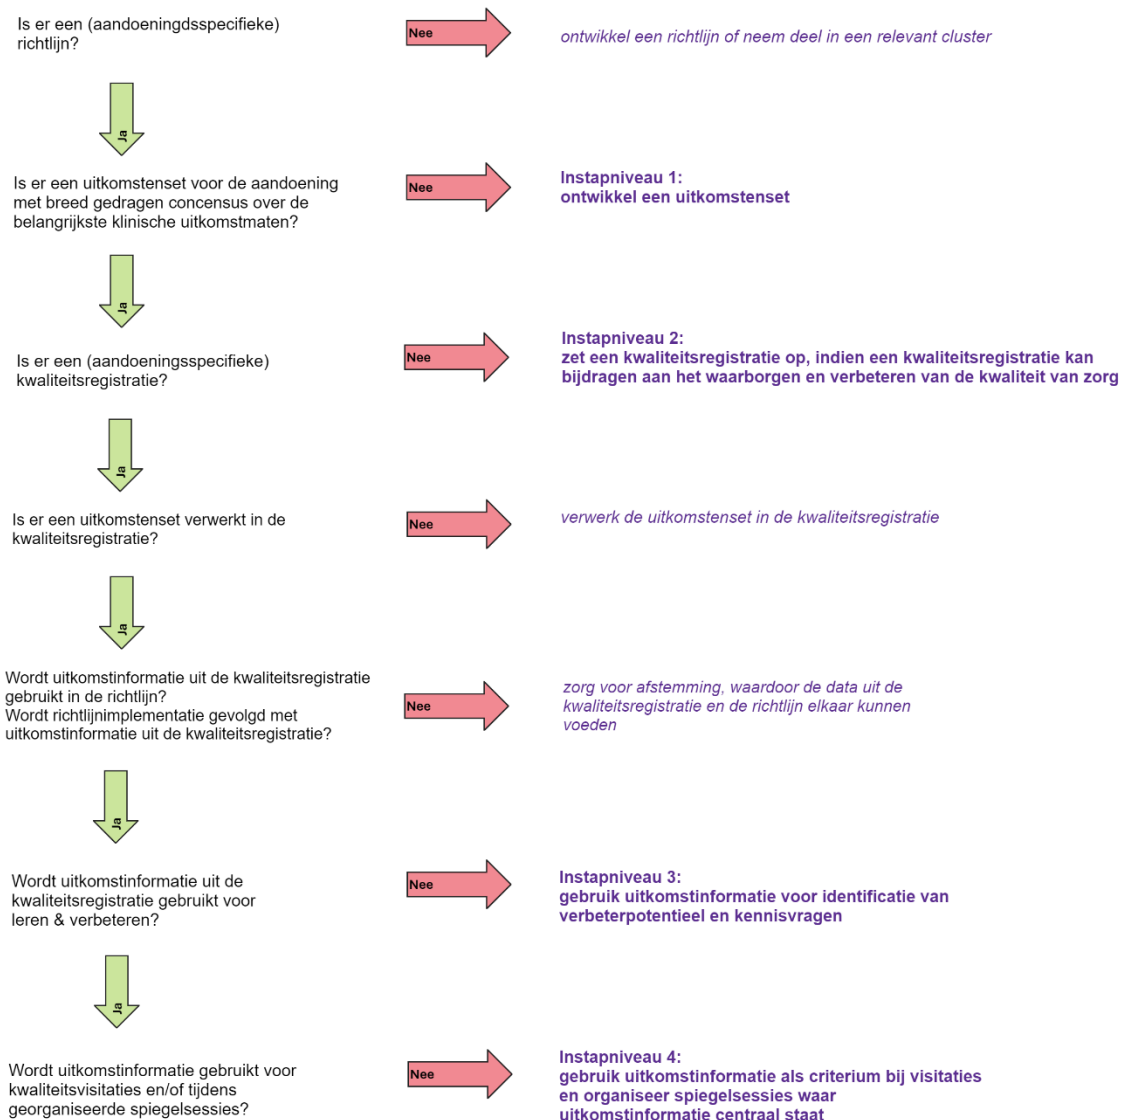 Is er een (aandoeningdsspecifieke)
richtlijn?
Nee
ontwikkel een richtlijn of neem deel in een relevant cluster
Ja
Is er een uitkomstenset voor de aandoening
met breed gedragen concensus over de
belangrijkste klinische uitkomstmaten?
Nee
Instapniveau 1:
ontwikkel een uitkomstenset
Ja
Is er een (aandoeningsspecifieke)
kwaliteitsregistratie?
Nee
Instapniveau 2:
zet een kwaliteitsregistratie op, indien een kwaliteitsregistratie kan
bijdragen aan het waarborgen en verbeteren van de kwaliteit van zorg
Ja
Is er een uitkomstenset verwerkt in de
kwaliteitsregistratie?
Nee
verwerk de uitkomstenset in de kwaliteitsregistratie
Ja
Wordt uitkomstinformatie uit de kwaliteitsregistratie
gebruikt in de richtlijn?
Wordt richtlijnimplementatie gevolgd met
uitkomstinformatie uit de kwaliteitsregistratie?
Nee
zorg voor afstemming, waardoor de data uit de
kwaliteitsregistratie en de richtlijn elkaar kunnen
voeden
Ja
Wordt uitkomstinformatie uit de
kwaliteitsregistratie gebruikt voor
leren & verbeteren?
Nee
Instapniveau 3:
gebruik uitkomstinformatie voor identificatie van
verbeterpotentieel en kennisvragen
Ja
Wordt uitkomstinformatie gebruikt voor
kwaliteitsvisitaties en/of tijdens
georganiseerde spiegelsessies?
Nee
Instapniveau 4:
gebruik uitkomstinformatie als criterium bij visitaties
en organiseer spiegelsessies waar
uitkomstinformatie centraal staat